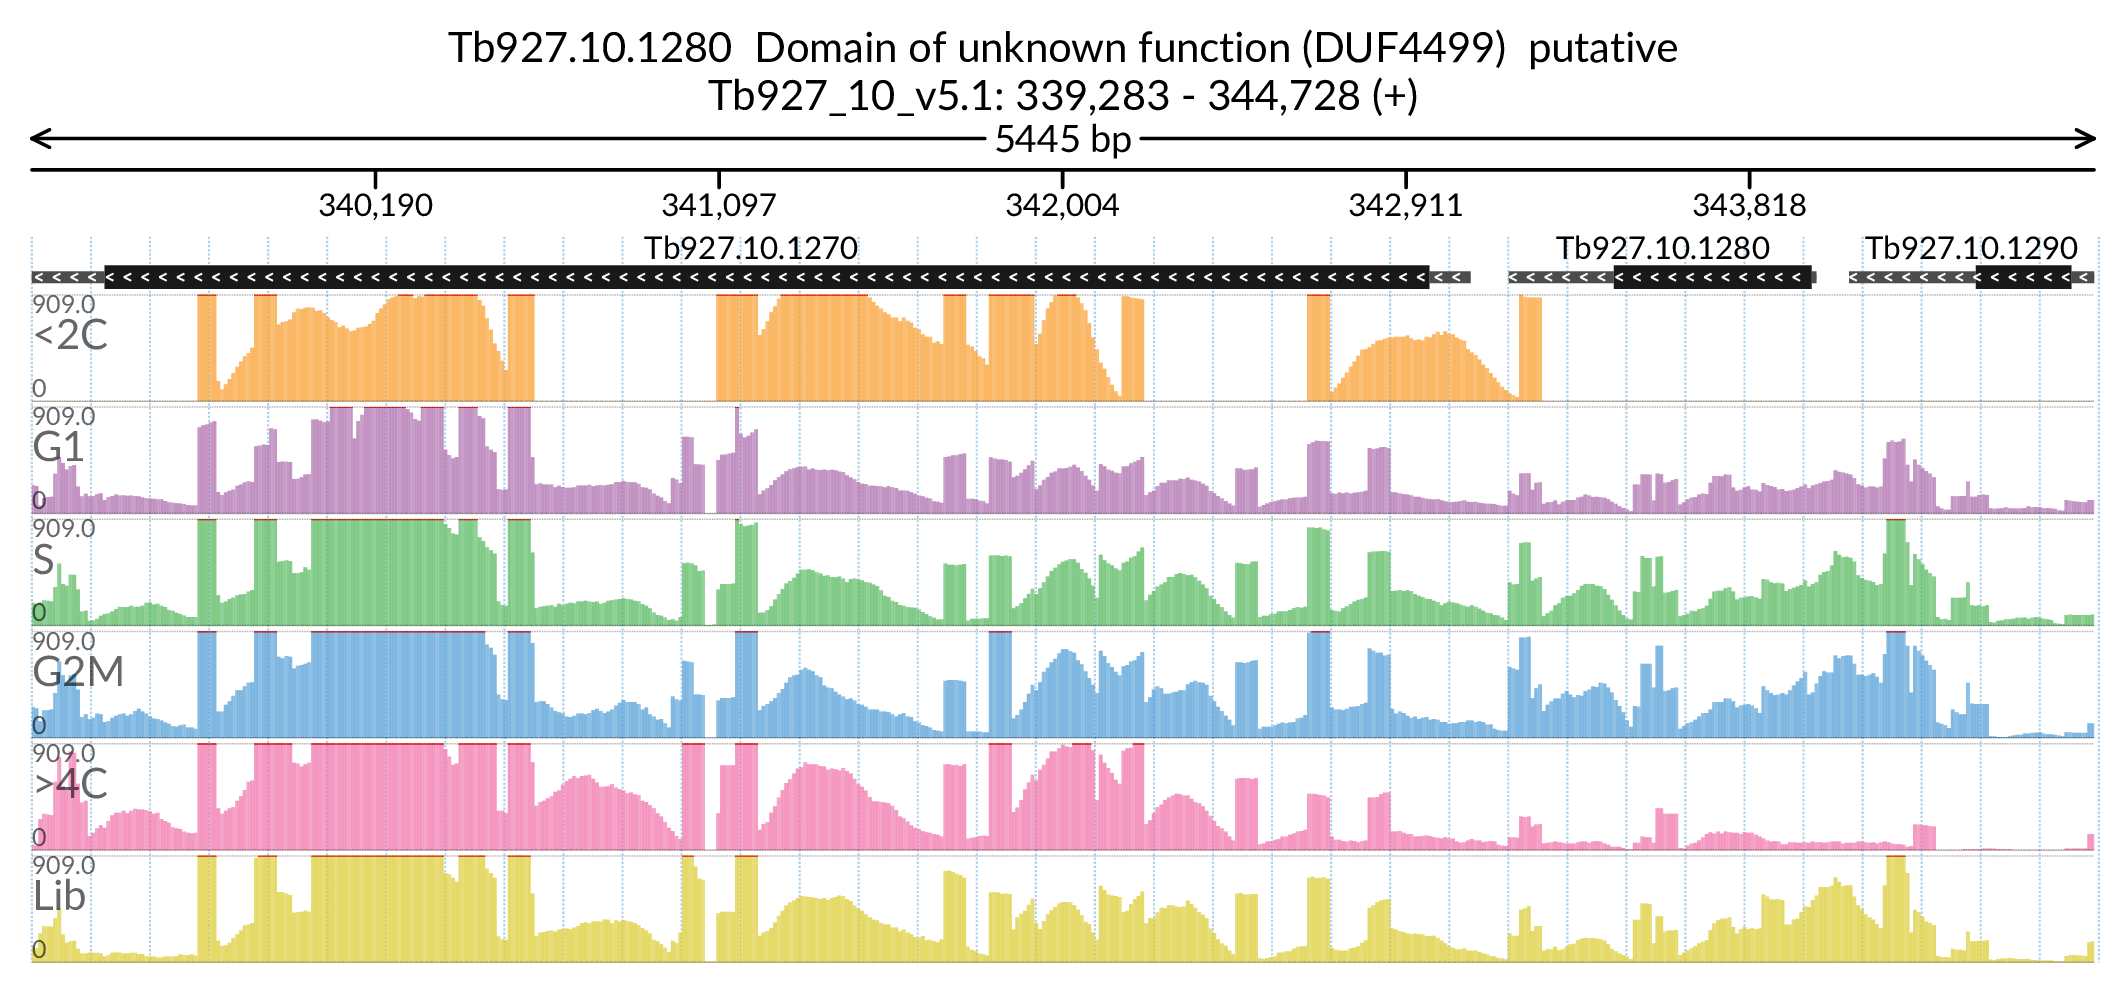 Tb927.10.1280  Domain of unknown function (DUF4499)  putative
Tb927_10_v5.1: 339,283 - 344,728 (+)
5445 bp
340,190 341,097 342,004 342,911 343,818
Tb927.10.1270 Tb927.10.1280 Tb927.10.1290
909.0
<2C
0
909.0
G1
0
909.0
S
0
909.0
G2M
0
909.0
>4C
0
909.0
Lib
0